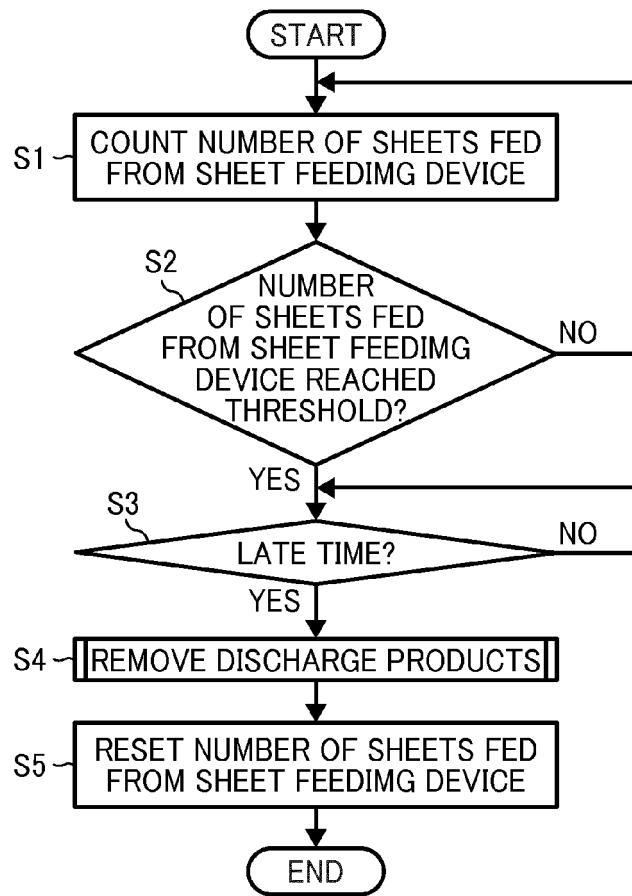 START
S1
COUNT NUMBER OF SHEETS FED
FROM SHEET FEEDIMG DEVICE
S2
NUMBER
OF SHEETS FED
FROM SHEET FEEDIMG
DEVICE REACHED
THRESHOLD?
NO
YES
S3
LATE TIME?
NO
YES
S4
REMOVE DISCHARGE PRODUCTS
S5
RESET NUMBER OF SHEETS FED
FROM SHEET FEEDIMG DEVICE
END